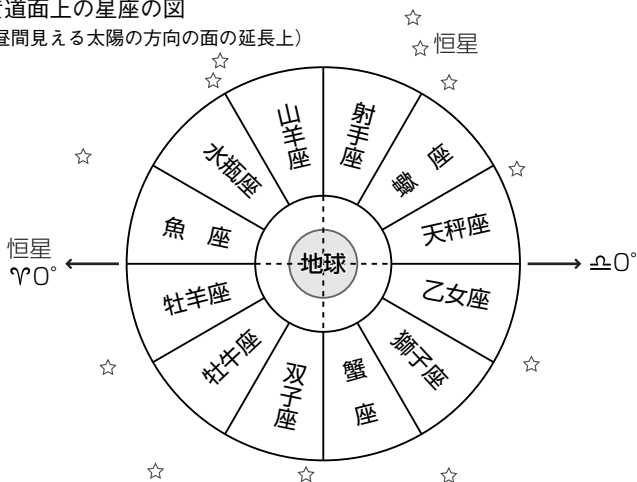 道面上の星座の図
昼間見える太陽の方向の面の延長上）
恒星
山羊座
射手座
水瓶座
蠍 座
魚 座
天秤座
恒星
♈0°
地球
♎0°
牡羊座
乙女座
牡牛座
獅子座
双子座
蟹 座